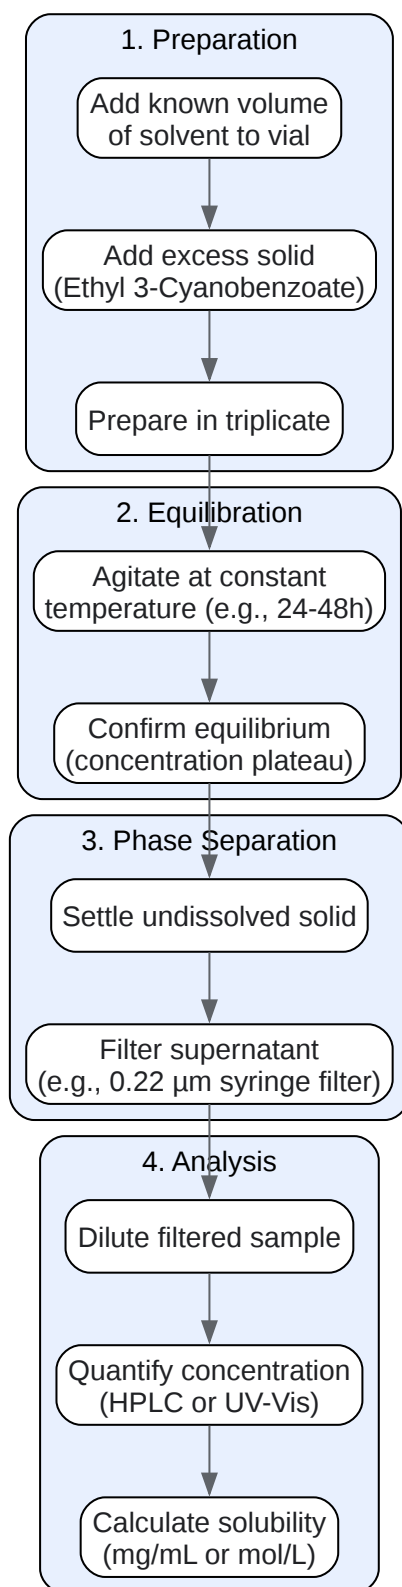 1. Preparation
Add known volume
of solvent to vial
Add excess solid
(Ethyl 3-Cyanobenzoate)
Prepare in triplicate
2. Equilibration
Agitate at constant
temperature (e.g., 24-48h)
Confirm equilibrium
(concentration plateau)
3. Phase Separation
Settle undissolved solid
Filter supernatant
(e.g., 0.22 µm syringe filter)
4. Analysis
Dilute filtered sample
Quantify concentration
(HPLC or UV-Vis)
Calculate solubility
(mg/mL or mol/L)